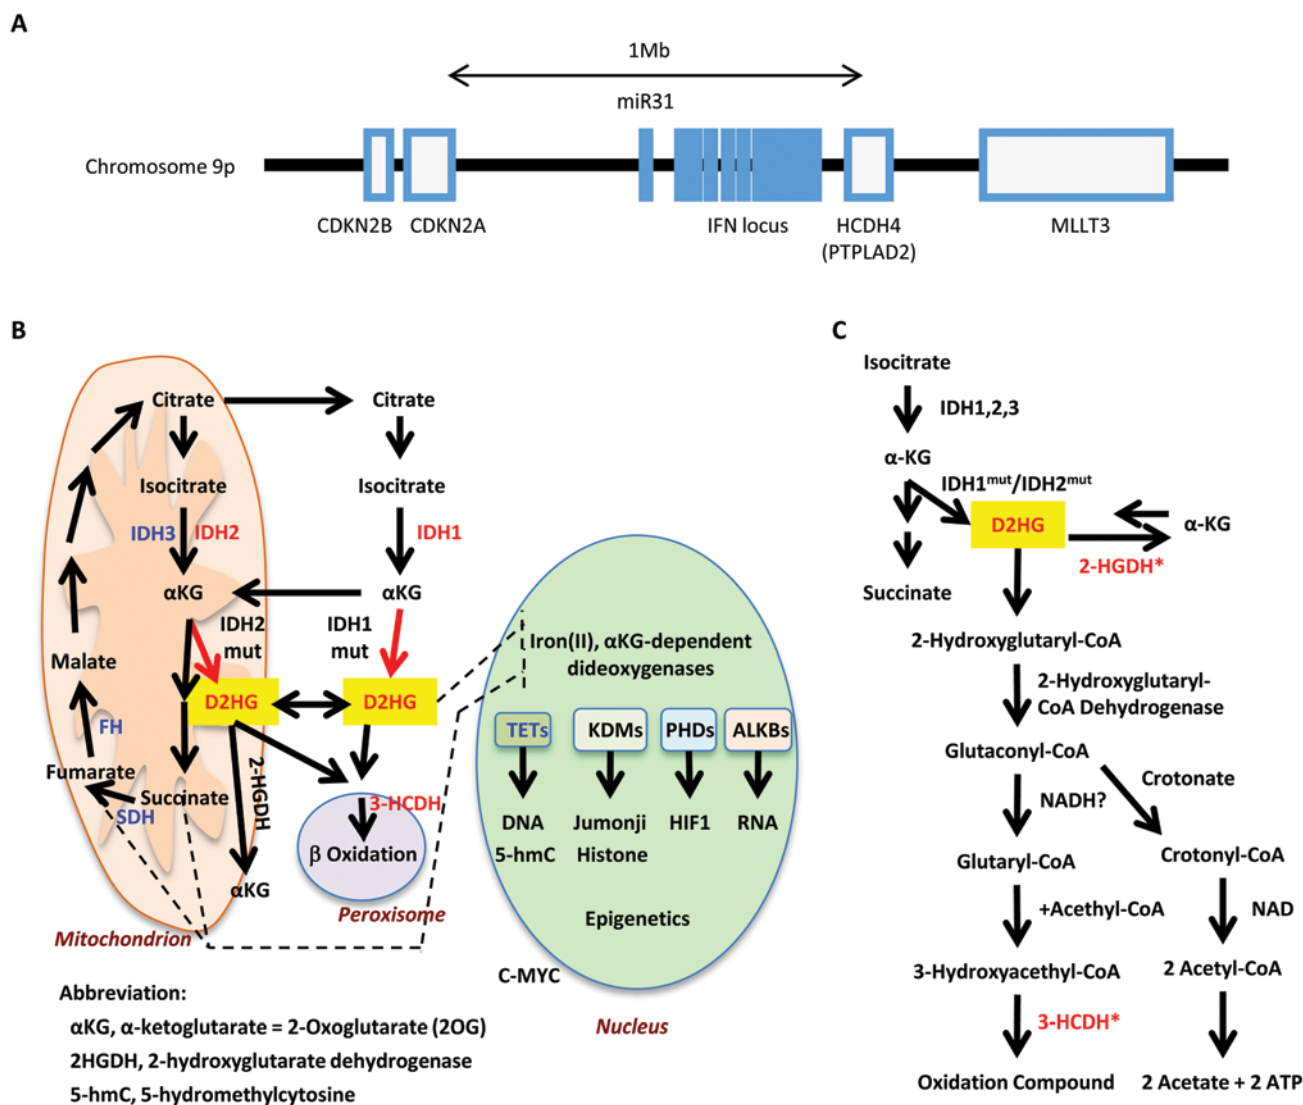 A
1Mb
miR31
Chromosome 9p
CDKN2B
CDKN2A
IFN locus
HCDH4
(PTPLAD2)
MLLT3
B
Citrate
Citrate
Isocitrate
Isocitrate
IDH3
IDH2
IDH1
αKG
αKG
IDH2
mut
IDH1
mut
Malate
D2HG
D2HG
FH
Fumarate
Succinate
SDH
2-HGDH
3-HCDH
β Oxidation
αKG
Peroxisome
Mitochondrion
Iron(II), αKG-dependent
dideoxygenases
TETs
KDMs
PHDs
ALKBs
DNA
5-hmC
Jumonji
Histone
HIF1
RNA
Epigenetics
C-MYC
Nucleus
Abbreviation:
αKG, α-ketoglutarate = 2-Oxoglutarate (2OG)
2HGDH, 2-hydroxyglutarate dehydrogenase
5-hmC, 5-hydromethylcytosine
C
Isocitrate
IDH1,2,3
α-KG
IDH1mut/IDH2mut
D2HG
α-KG
2-HGDH*
Succinate
2-Hydroxyglutaryl-CoA
2-Hydroxyglutaryl-
CoA Dehydrogenase
Glutaconyl-CoA
Crotonate
NADH?
Glutaryl-CoA
Crotonyl-CoA
+Acethyl-CoA
NAD
3-Hydroxyacethyl-CoA
2 Acetyl-CoA
3-HCDH*
Oxidation Compound
2 Acetate + 2 ATP